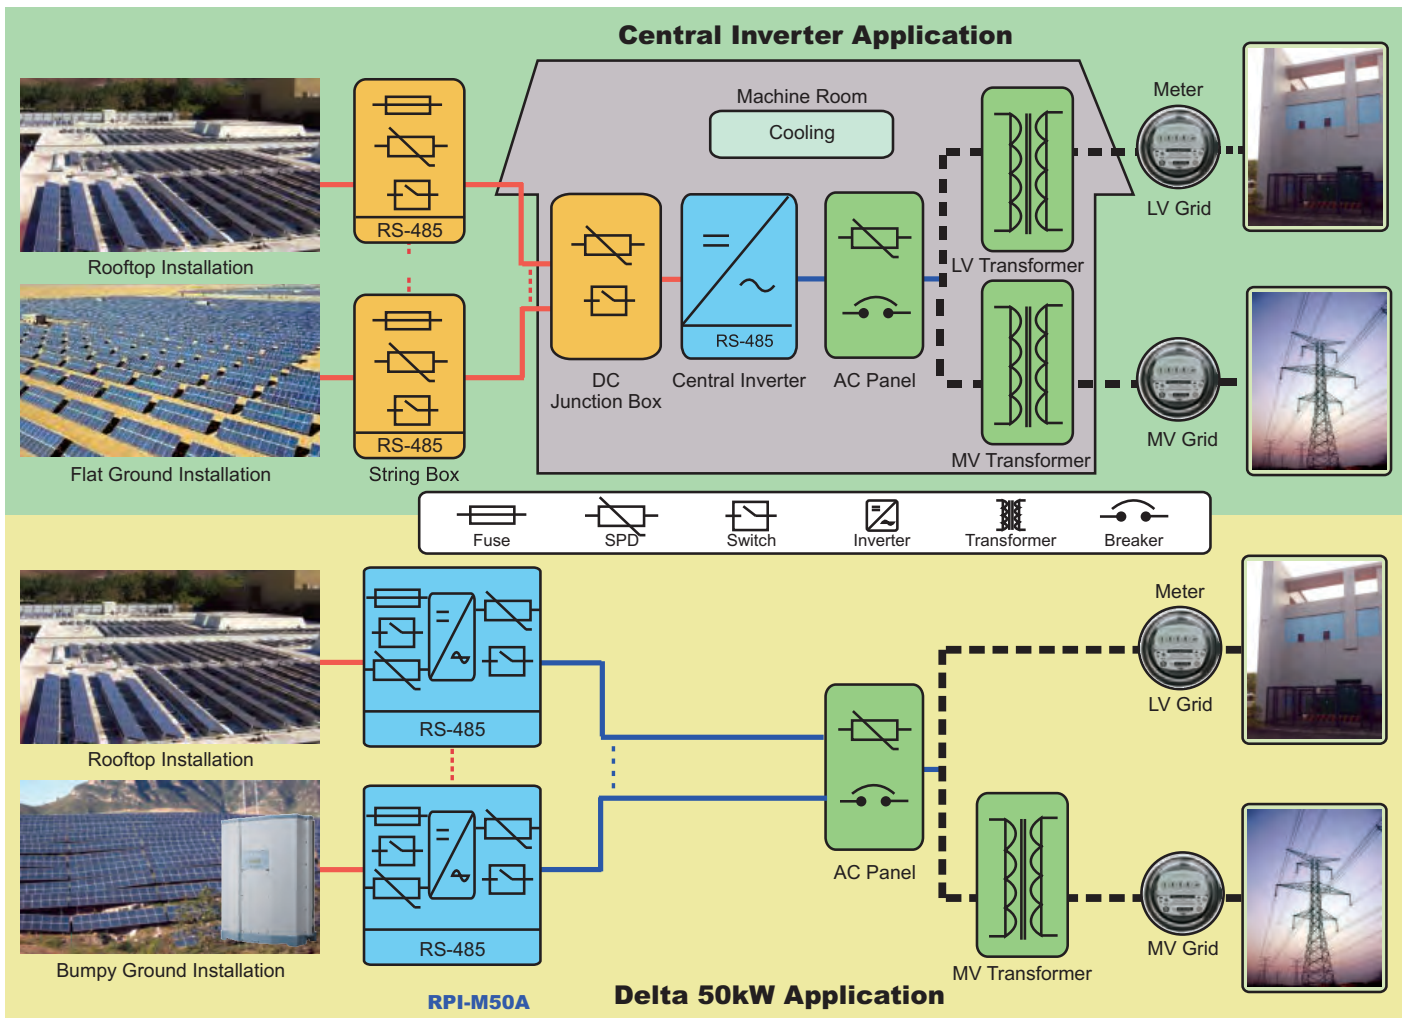 Central Inverter Application
Machine Room
Cooling
Meter
RS-485
Rooftop Installation
LV Transformer
LV Grid
RS-485
RS-485
DC
Junction Box
Central Inverter
AC Panel
MV Transformer
MV Grid
Flat Ground Installation
String Box
Fuse
SPD
Switch
Inverter
Transformer
Breaker
Meter
RS-485
Rooftop Installation
LV Grid
AC Panel
RS-485
MV Transformer
MV Grid
Bumpy Ground Installation
RPI-M50A
Delta 50kW Application